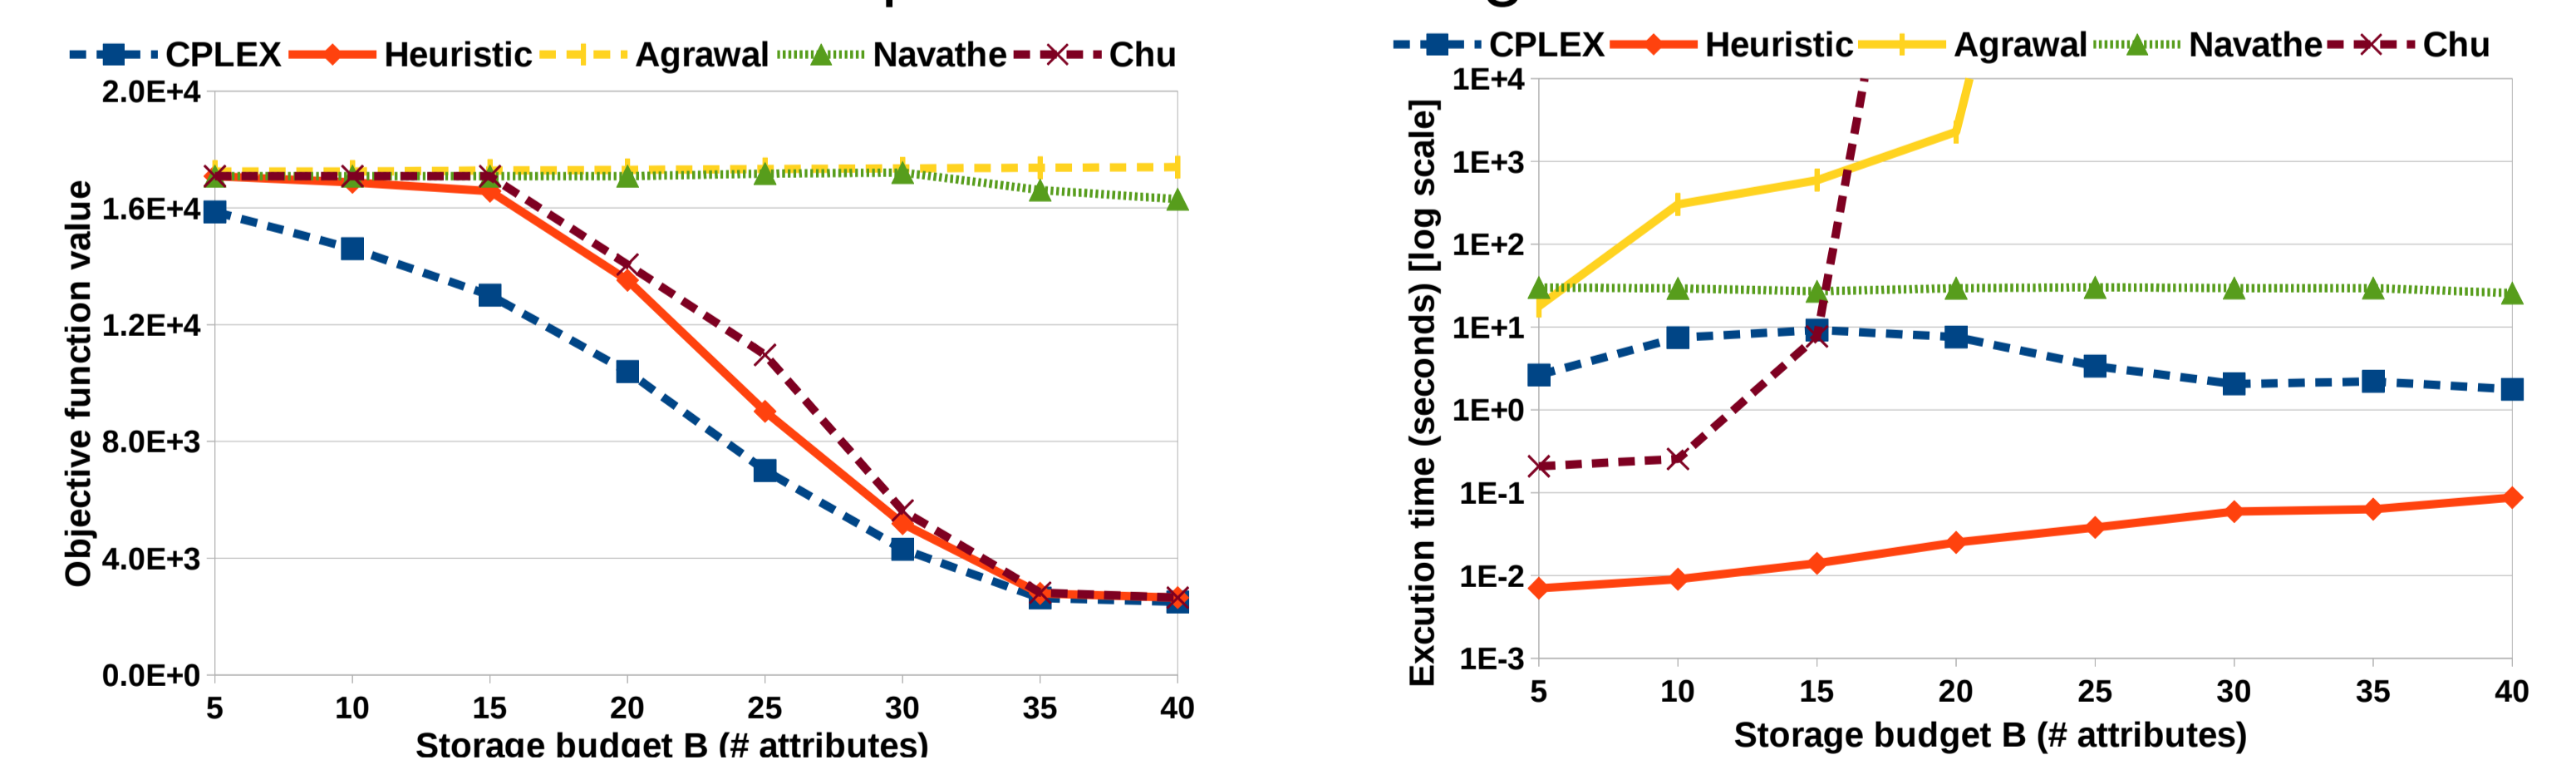 CPLEX Heuristic Agrawal Navathe Chu
2.0E+4
1.6E+4
1.2E+4
8.0E+3
4.0E+3
0.0E+0
Objective function value
5 10 15 20 25 30 35 40
Storage budget B (# attributes)
CPLEX Heuristic Agrawal Navathe Chu
1E+4
1E+3
1E+2
1E+1
1E+0
1E-1
1E-2
1E-3
Excution time (seconds) [log scale]
5 10 15 20 25 30 35 40
Storage budget B (# attributes)